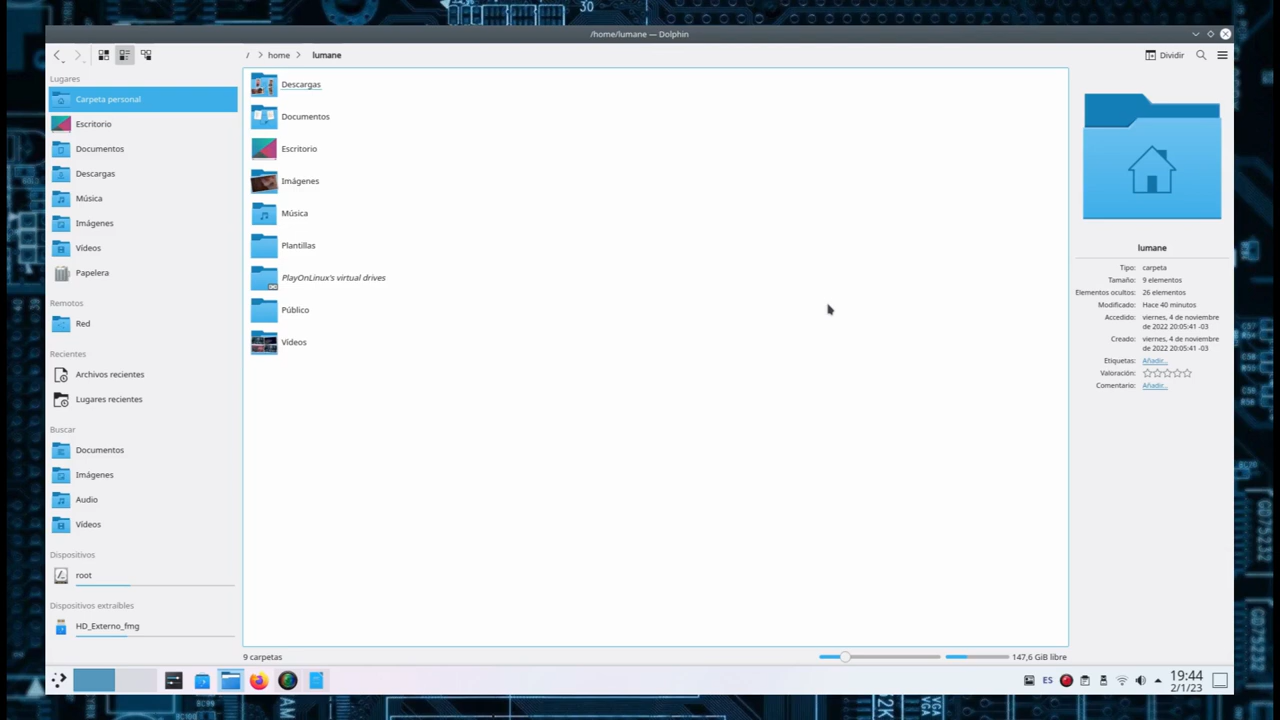 /home/lumane — Dolphin
/ home lumane
Dividir
Lugares
Carpeta personal
Escritorio
Documentos
Descargas
Música
Imágenes
Vídeos
Papelera
Remotos
Red
Recientes
Archivos recientes
Lugares recientes
Buscar
Documentos
Imágenes
Audio
Vídeos
Dispositivos
root
Dispositivos extraíbles
HD_Externo_fmg
Descargas
Documentos
Escritorio
Imágenes
Música
Plantillas
PlayOnLinux's virtual drives
Público
Vídeos
9 carpetas
147,6 GiB libre
lumane
Tipo: carpeta
Tamaño: 9 elementos
Elementos ocultos: 26 elementos
Modificado: Hace 40 minutos
Accedido: viernes, 4 de noviembre
de 2022 20:05:41 -03
Creado: viernes, 4 de noviembre
de 2022 20:05:41 -03
Etiquetas: Añadir...
Valoración:
Comentario: Añadir...
ES
19:44
2/1/23
30